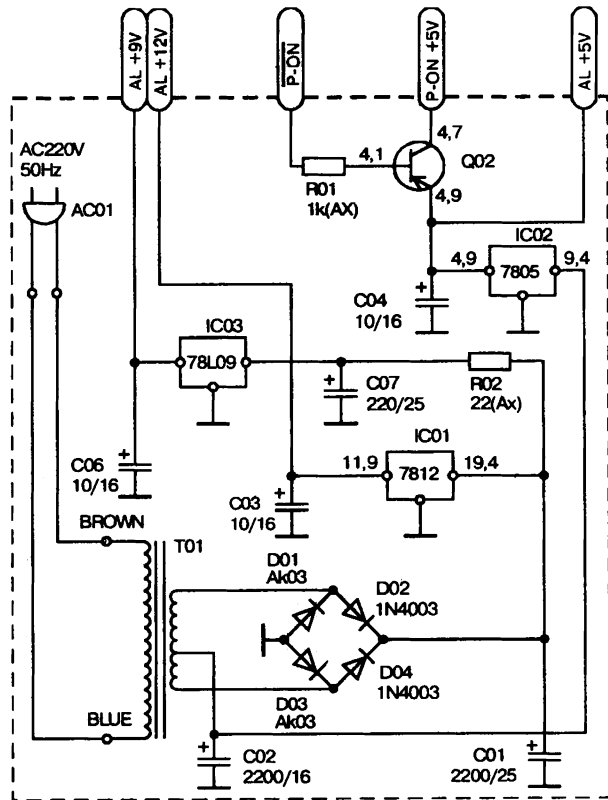 AL +9V
AL +12V
P-ON
P-ON +5V
AL +5V
AC220V
50Hz
AC01
4,7
4,1
Q02
R01
1k(AX)
4,9
IC02
4,9
7805
9,4
C04
10/16
IC03
78L09
C07
220/25
R02
22(Ax)
IC01
11,9
7812
19,4
C06
10/16
C03
10/16
BROWN
T01
D01
Ak03
D02
1N4003
D04
1N4003
D03
Ak03
BLUE
C02
2200/16
C01
2200/25